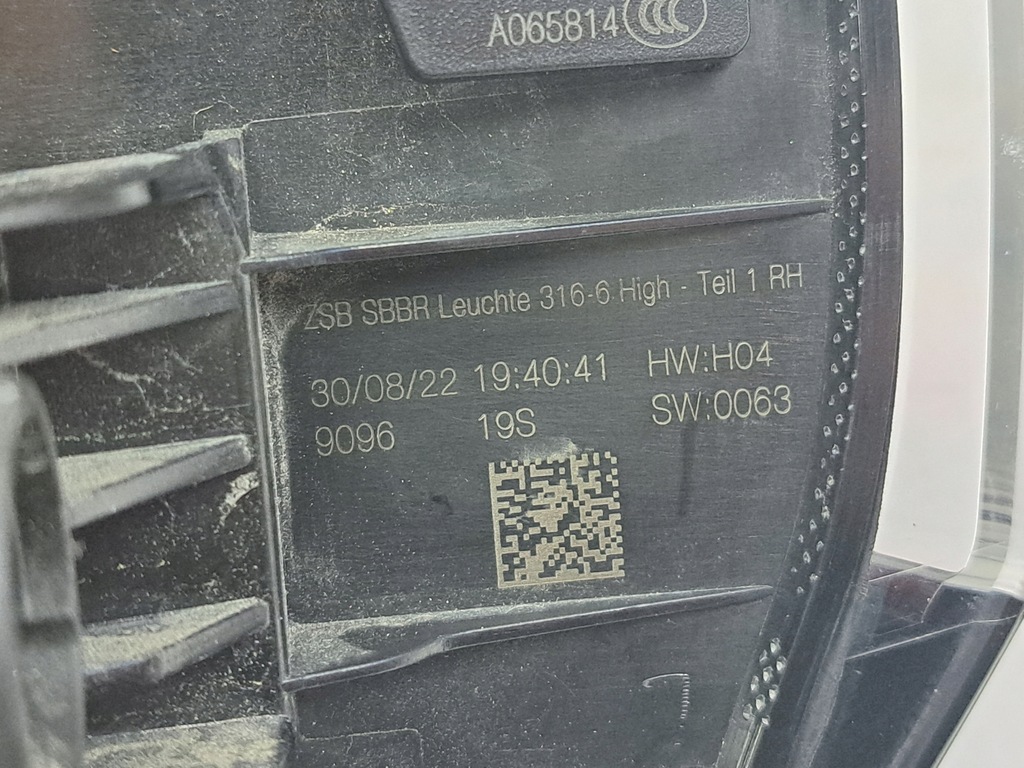 A065814 CCC
ZSB SBBR Leuchte 316-6 High - Teil 1 RH
30/08/22 19:40:41 HW:H04
9096 19S SW:0063